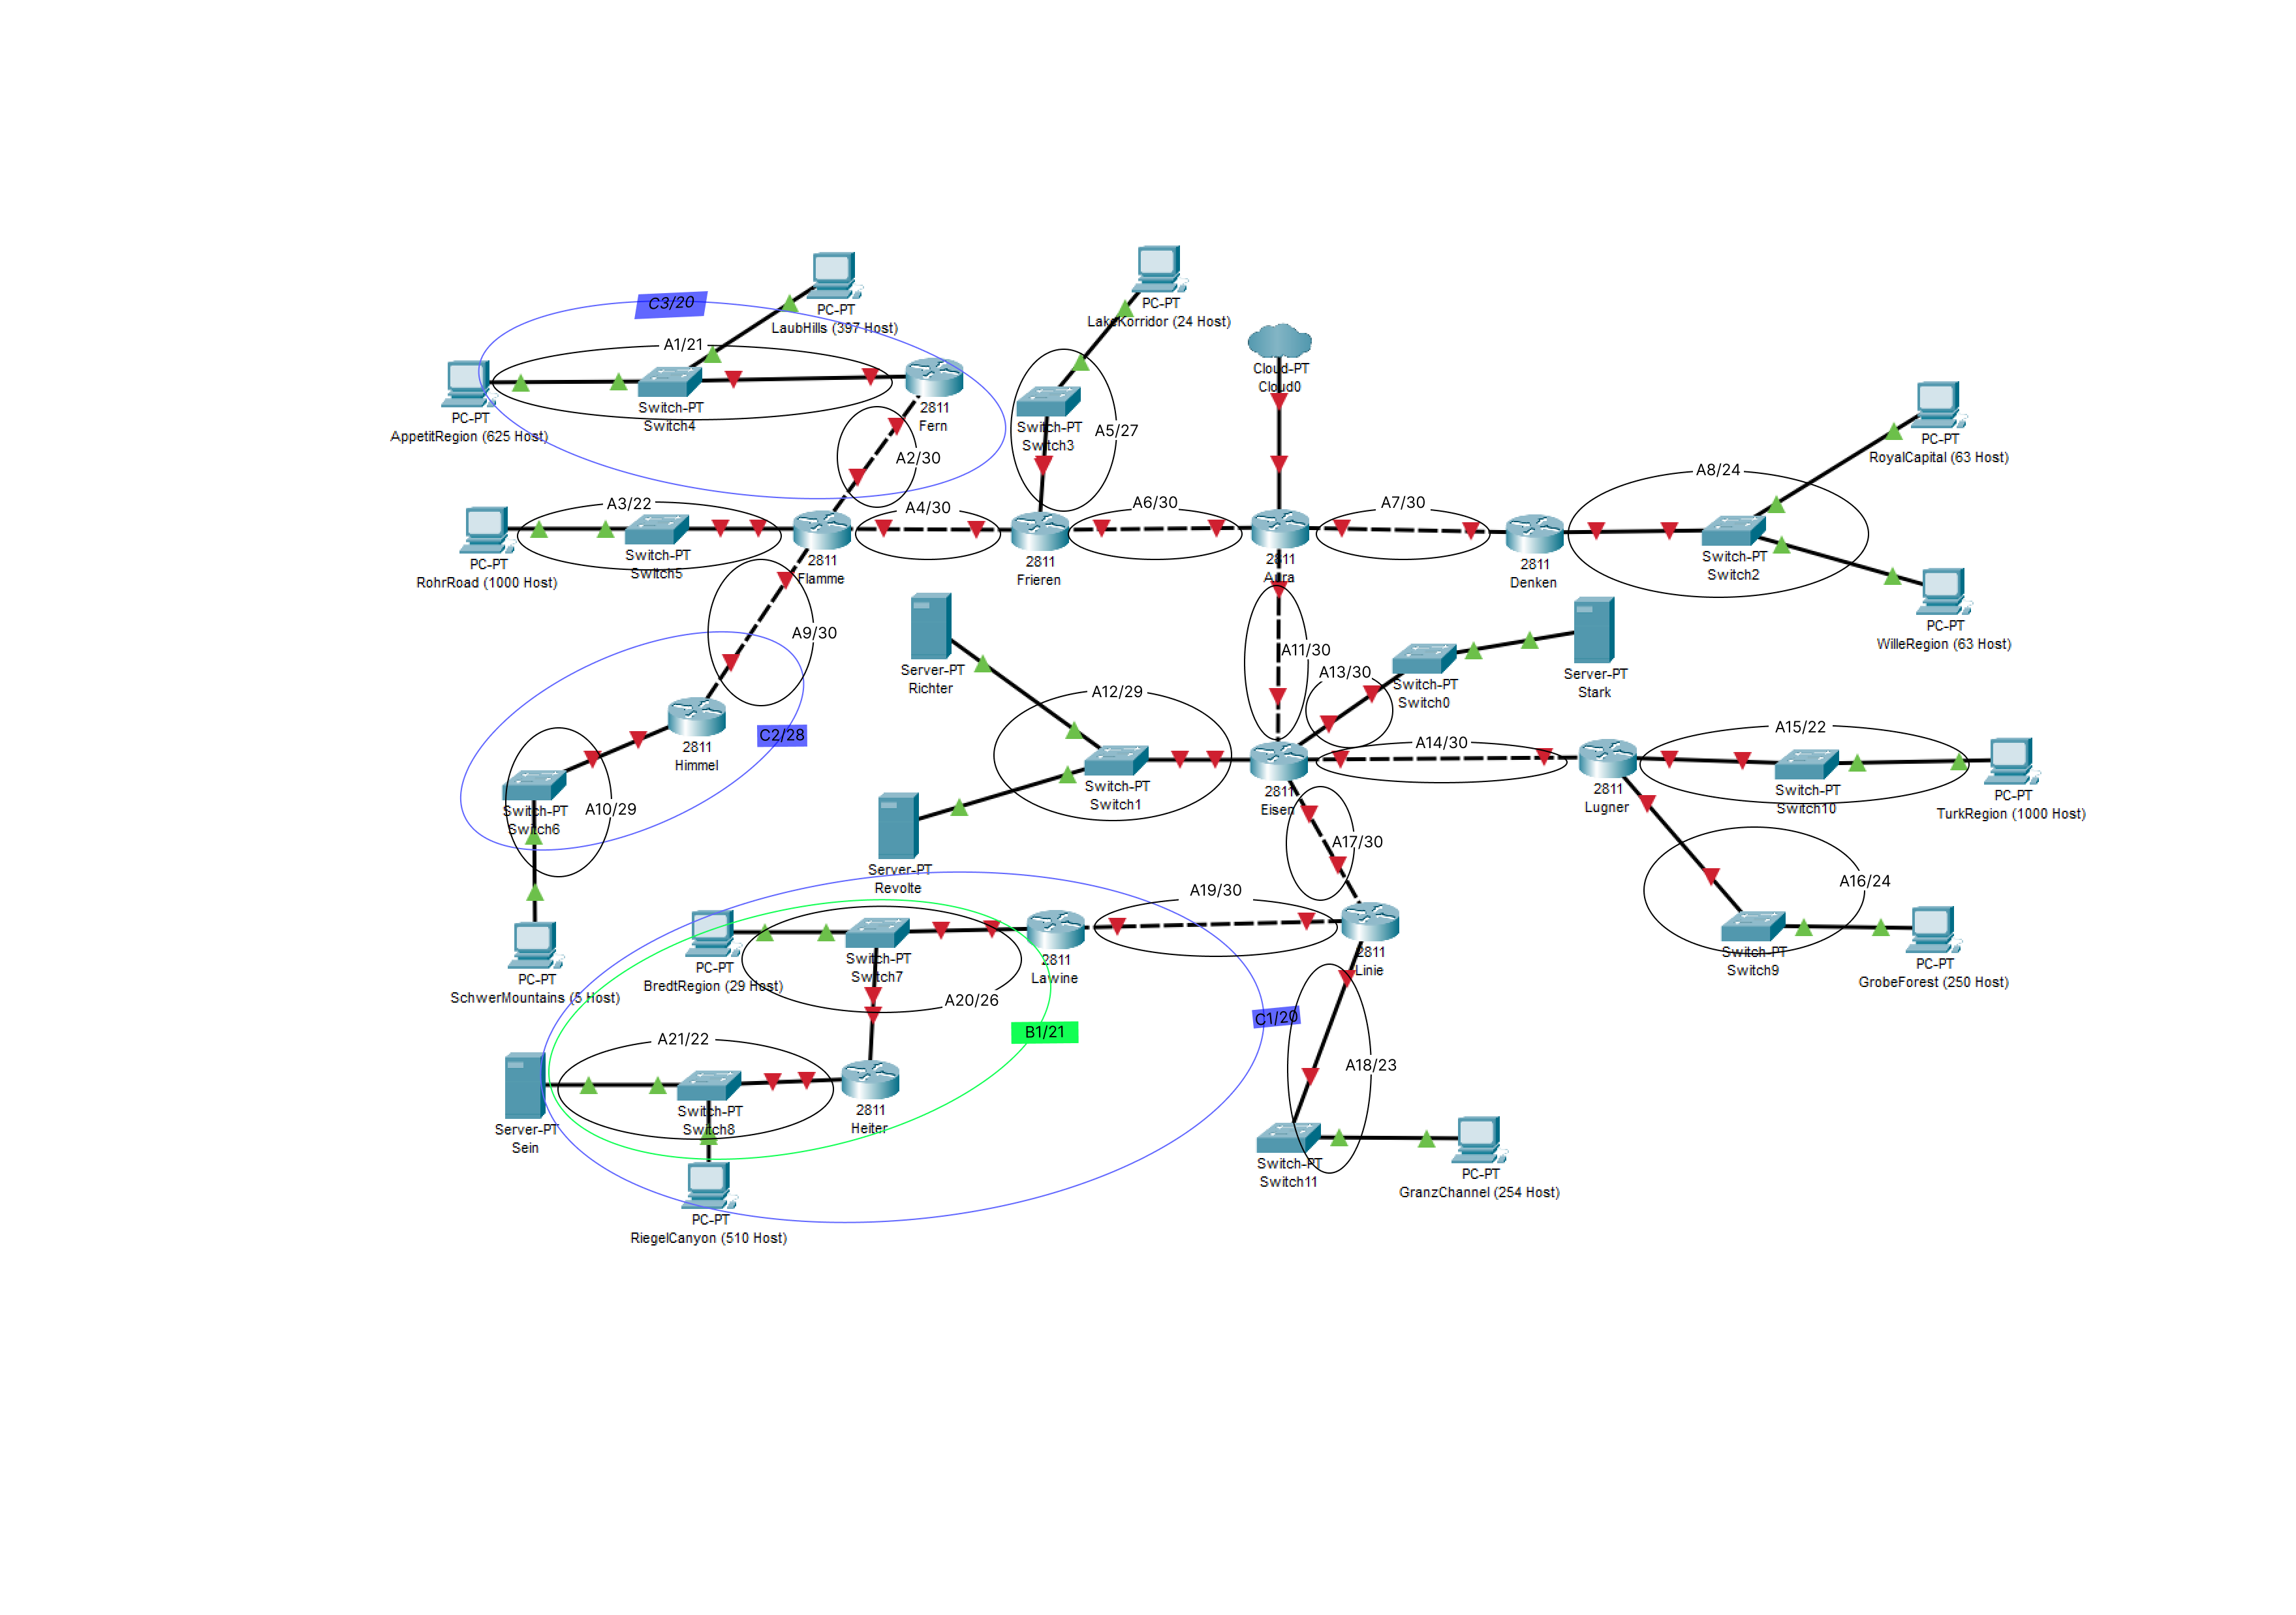 PC-PT
LaubHills (397 Host)
PC-PT
LakeKorridor (24 Host)
C3/20
A1/21
Cloud-PT
Cloud0
PC-PT
AppetitRegion (625 Host)
Switch-PT
Switch4
2811
Fern
Switch-PT
Switch3
A5/27
PC-PT
RoyalCapital (63 Host)
A2/30
A8/24
A3/22
A4/30
A6/30
A7/30
PC-PT
RohrRoad (1000 Host)
Switch-PT
Switch5
2811
Flamme
2811
Frieren
2811
Aura
2811
Denken
Switch-PT
Switch2
PC-PT
WilleRegion (63 Host)
A9/30
A11/30
Server-PT
Richter
A13/30
Switch-PT
Switch0
Server-PT
Stark
A12/29
C2/28
2811
Himmel
A14/30
A15/22
Switch-PT
Switch6
A10/29
Switch-PT
Switch1
2811
Eisen
2811
Lugner
Switch-PT
Switch10
PC-PT
TurkRegion (1000 Host)
A17/30
Server-PT
Revolte
A19/30
A16/24
PC-PT
SchwerMountains (5 Host)
PC-PT
BredtRegion (29 Host)
Switch-PT
Switch7
2811
Lawine
2811
Linie
Switch-PT
Switch9
PC-PT
GrobeForest (250 Host)
A20/26
C1/20
B1/21
A21/22
A18/23
Server-PT
Sein
Switch-PT
Switch8
2811
Heiter
Switch-PT
Switch11
PC-PT
GranzChannel (254 Host)
PC-PT
RiegelCanyon (510 Host)